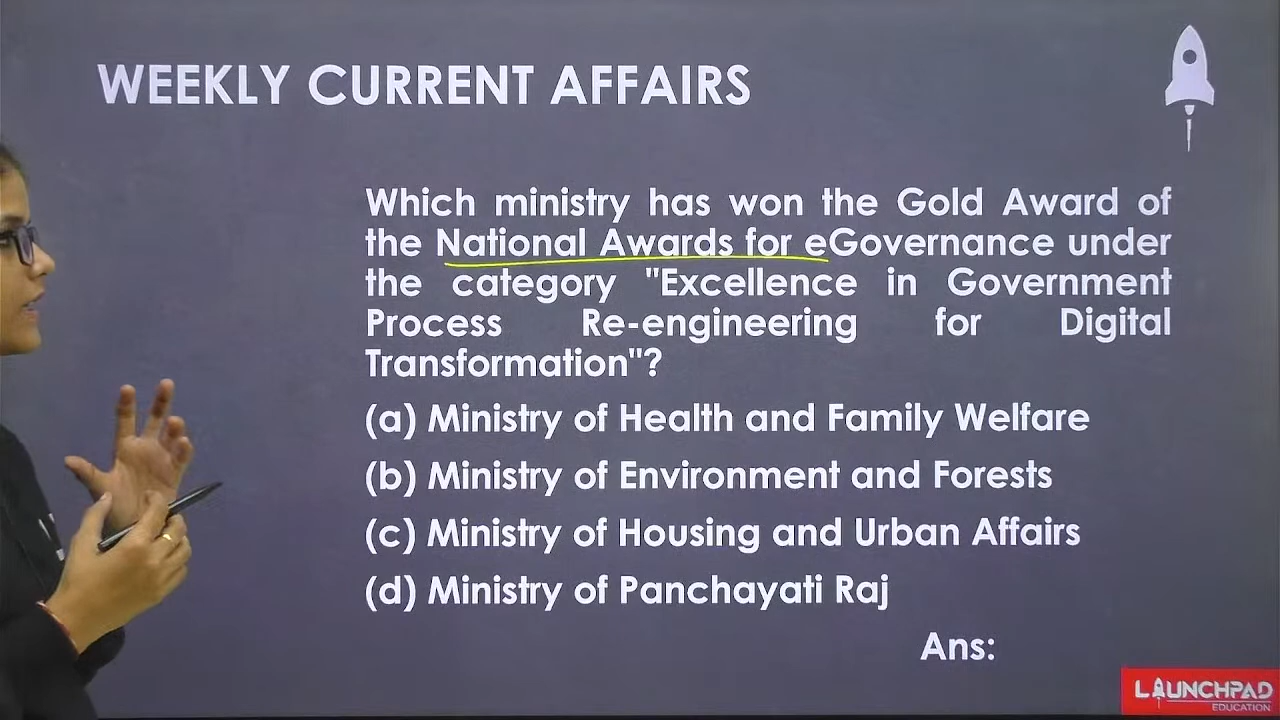 WEEKLY CURRENT AFFAIRS
Which ministry has won the Gold Award of
the National Awards for eGovernance under
the category "Excellence in Government
Process Re-engineering for Digital
Transformation"?
(a) Ministry of Health and Family Welfare
(b) Ministry of Environment and Forests
(c) Ministry of Housing and Urban Affairs
(d) Ministry of Panchayati Raj
Ans:
LAUNCHPAD
EDUCATION